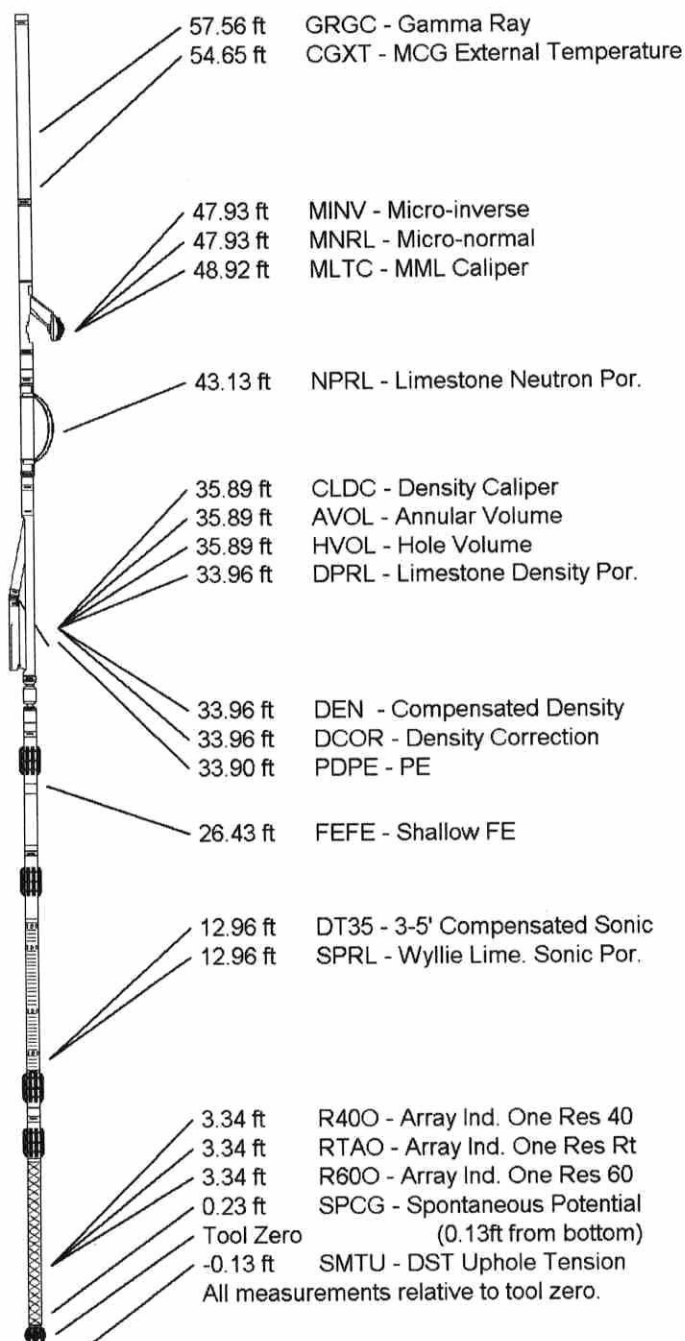 57.56 ft GRGC - Gamma Ray
54.65 ft CGXT - MCG External Temperature
47.93 ft MINV - Micro-inverse
47.93 ft MNRL - Micro-normal
48.92 ft MLTC - MML Caliper
43.13 ft NPRL - Limestone Neutron Por.
35.89 ft CLDC - Density Caliper
35.89 ft AVOL - Annular Volume
35.89 ft HVOL - Hole Volume
33.96 ft DPRL - Limestone Density Por.
33.96 ft DEN - Compensated Density
33.96 ft DCOR - Density Correction
33.90 ft PDPE - PE
26.43 ft FEFE - Shallow FE
12.96 ft DT35 - 3-5' Compensated Sonic
12.96 ft SPRL - Wyllie Lime. Sonic Por.
3.34 ft R40O - Array Ind. One Res 40
3.34 ft RTAO - Array Ind. One Res Rt
3.34 ft R60O - Array Ind. One Res 60
0.23 ft SPCG - Spontaneous Potential
Tool Zero (0.13ft from bottom)
-0.13 ft SMTU - DST Uphole Tension
All measurements relative to tool zero.